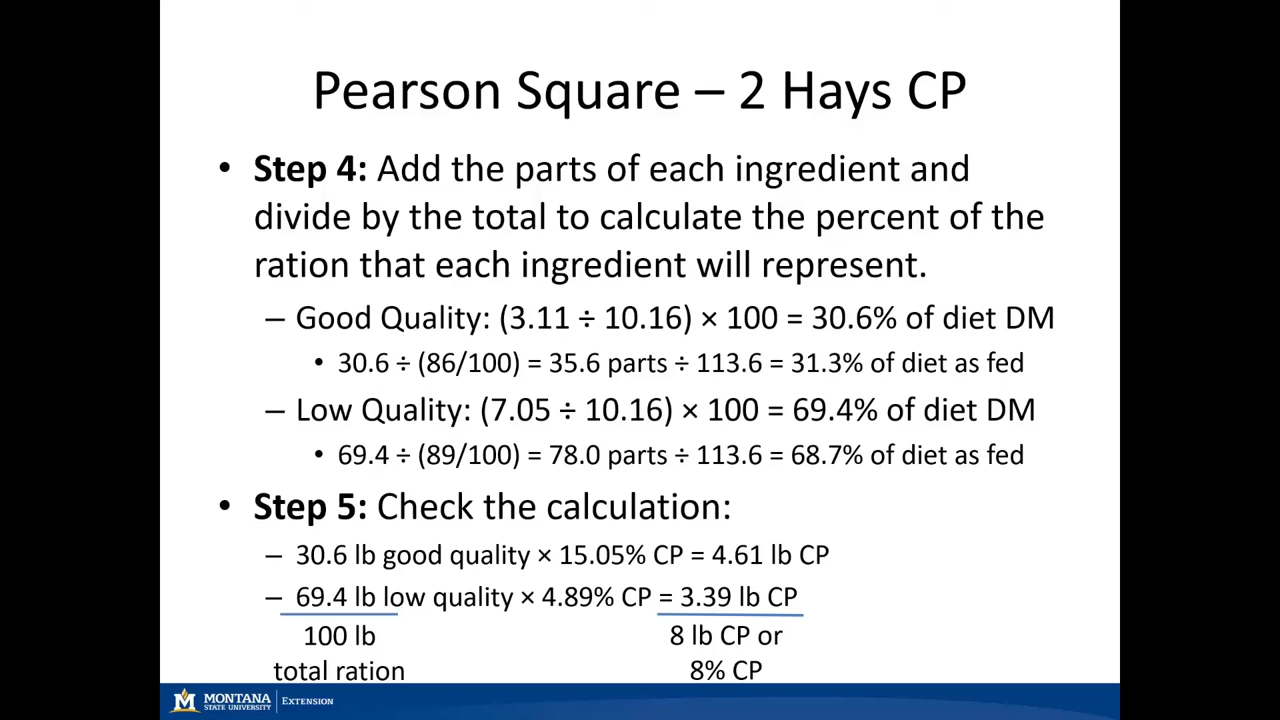 Pearson Square – 2 Hays CP
• Step 4: Add the parts of each ingredient and
divide by the total to calculate the percent of the
ration that each ingredient will represent.
– Good Quality: (3.11 ÷ 10.16) × 100 = 30.6% of diet DM
• 30.6 ÷ (86/100) = 35.6 parts ÷ 113.6 = 31.3% of diet as fed
– Low Quality: (7.05 ÷ 10.16) × 100 = 69.4% of diet DM
• 69.4 ÷ (89/100) = 78.0 parts ÷ 113.6 = 68.7% of diet as fed
• Step 5: Check the calculation:
– 30.6 lb good quality × 15.05% CP = 4.61 lb CP
– 69.4 lb low quality × 4.89% CP = 3.39 lb CP
100 lb 8 lb CP or
total ration 8% CP
M MONTANA EXTENSION
STATE UNIVERSITY